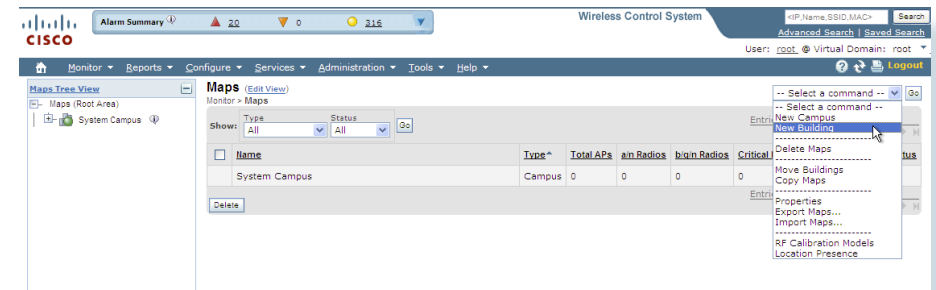 Alarm Summary 20 0 316
Wireless Control System
<IP,Name,SSID,MAC> Search
Advanced Search | Saved Search
CISCO
User: root @ Virtual Domain: root
Monitor Reports Configure Services Administration Tools Help Logout
Maps Tree View
Maps (Root Area)
System Campus
Maps (Edit View)
Monitor > Maps
-- Select a command -- Go
Show: Type All Status All Go
Entri
Name Type Total APs a/n Radios b/g/n Radios Critical tus
System Campus Campus 0 0 0 0
Entri
Delete
-- Select a command --
New Campus
New Building
Delete Maps
Move Buildings
Copy Maps
Properties
Export Maps...
Import Maps...
RF Calibration Models
Location Presence